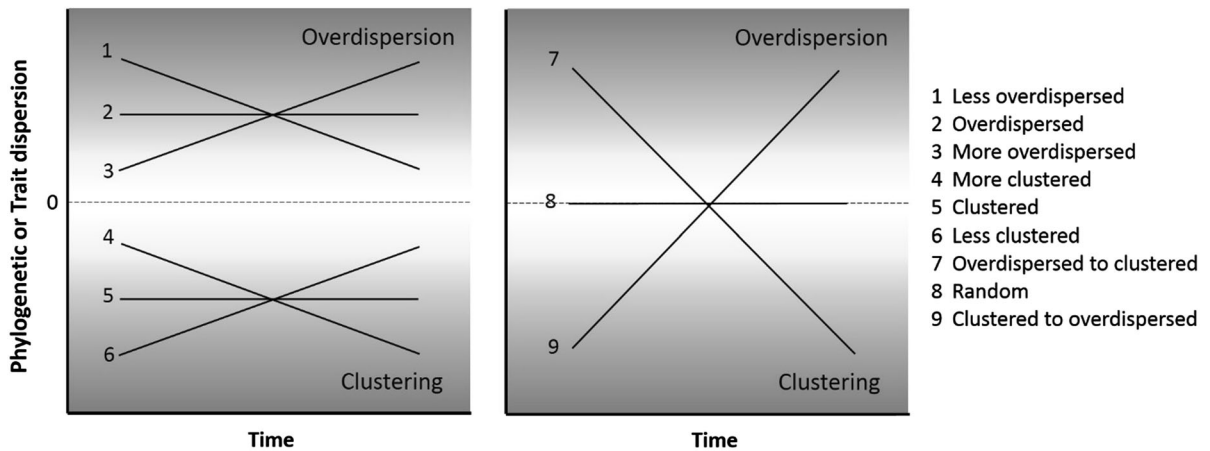 Phylogenetic or Trait dispersion
Overdispersion
1
2
3
0
4
5
6
Clustering
Time
Overdispersion
7
8
9
Clustering
Time
1 Less overdispersed
2 Overdispersed
3 More overdispersed
4 More clustered
5 Clustered
6 Less clustered
7 Overdispersed to clustered
8 Random
9 Clustered to overdispersed